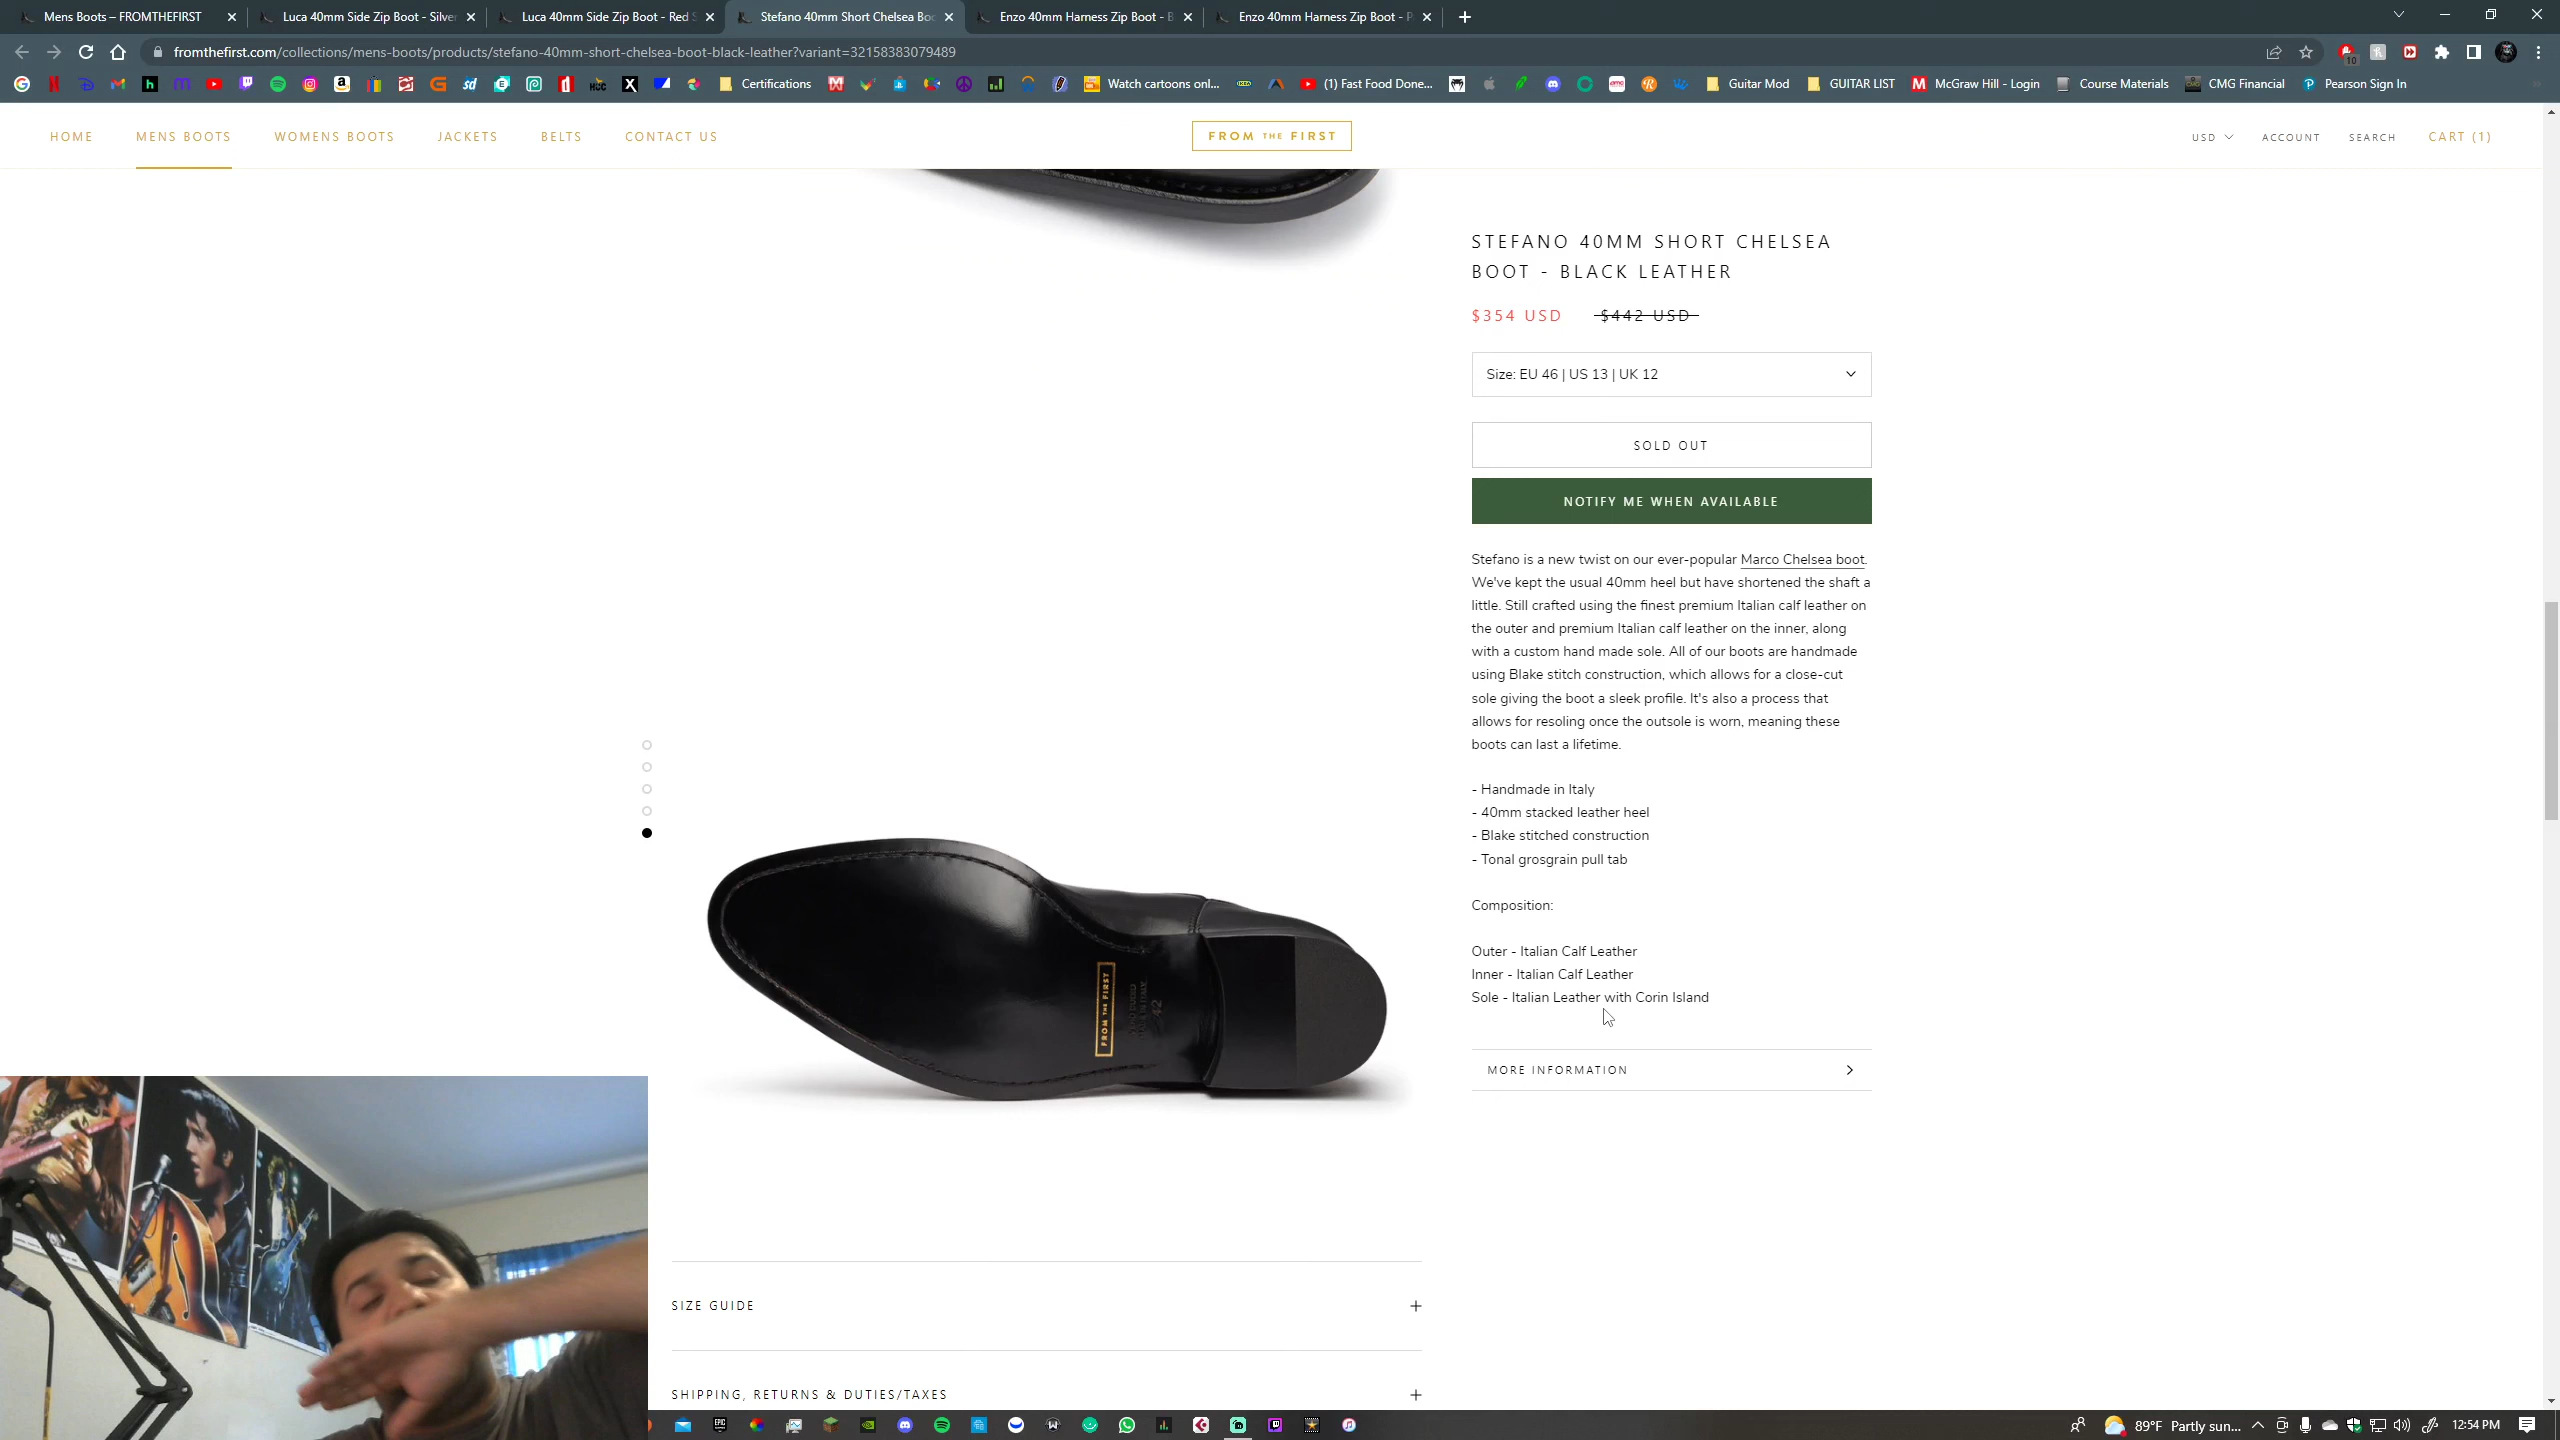 Mens Boots – FROMTHEFIRST
Luca 40mm Side Zip Boot - Silver
Luca 40mm Side Zip Boot - Red S
Stefano 40mm Short Chelsea Boo
Enzo 40mm Harness Zip Boot - B
Enzo 40mm Harness Zip Boot - P
fromthefirst.com/collections/mens-boots/products/stefano-40mm-short-chelsea-boot-black-leather?variant=32158383079489
Certifications
Watch cartoons onl...
(1) Fast Food Done...
Guitar Mod
GUITAR LIST
McGraw Hill - Login
Course Materials
CMG Financial
Pearson Sign In
HOME
MENS BOOTS
WOMENS BOOTS
JACKETS
BELTS
CONTACT US
FROM THE FIRST
USD
ACCOUNT
SEARCH
CART (1)
STEFANO 40MM SHORT CHELSEA
BOOT - BLACK LEATHER
$354 USD $442 USD
Size: EU 46 | US 13 | UK 12
SOLD OUT
NOTIFY ME WHEN AVAILABLE
Stefano is a new twist on our ever-popular Marco Chelsea boot.
We've kept the usual 40mm heel but have shortened the shaft a
little. Still crafted using the finest premium Italian calf leather on
the outer and premium Italian calf leather on the inner, along
with a custom hand made sole. All of our boots are handmade
using Blake stitch construction, which allows for a close-cut
sole giving the boot a sleek profile. It's also a process that
allows for resoling once the outsole is worn, meaning these
boots can last a lifetime.
- Handmade in Italy
- 40mm stacked leather heel
- Blake stitched construction
- Tonal grosgrain pull tab
Composition:
Outer - Italian Calf Leather
Inner - Italian Calf Leather
Sole - Italian Leather with Corin Island
MORE INFORMATION
FROM THE FIRST
42
SIZE GUIDE
SHIPPING, RETURNS & DUTIES/TAXES
89°F Partly sun...
12:54 PM